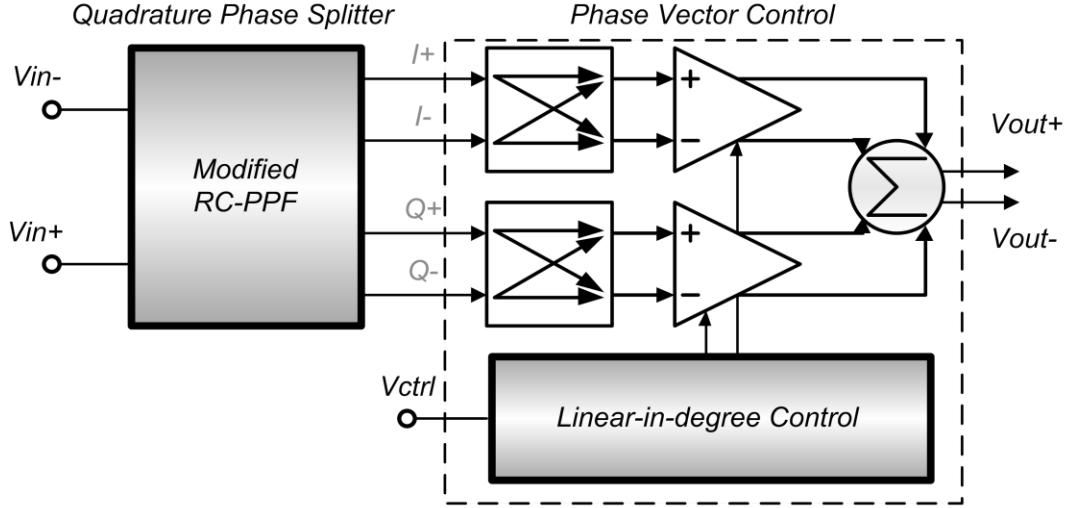 Quadrature Phase Splitter
Phase Vector Control
Vin-
Vin+
Modified
RC-PPF
I+
I-
Q+
Q-
+
−
+
−
Σ
Vout+
Vout-
Vctrl
Linear-in-degree Control